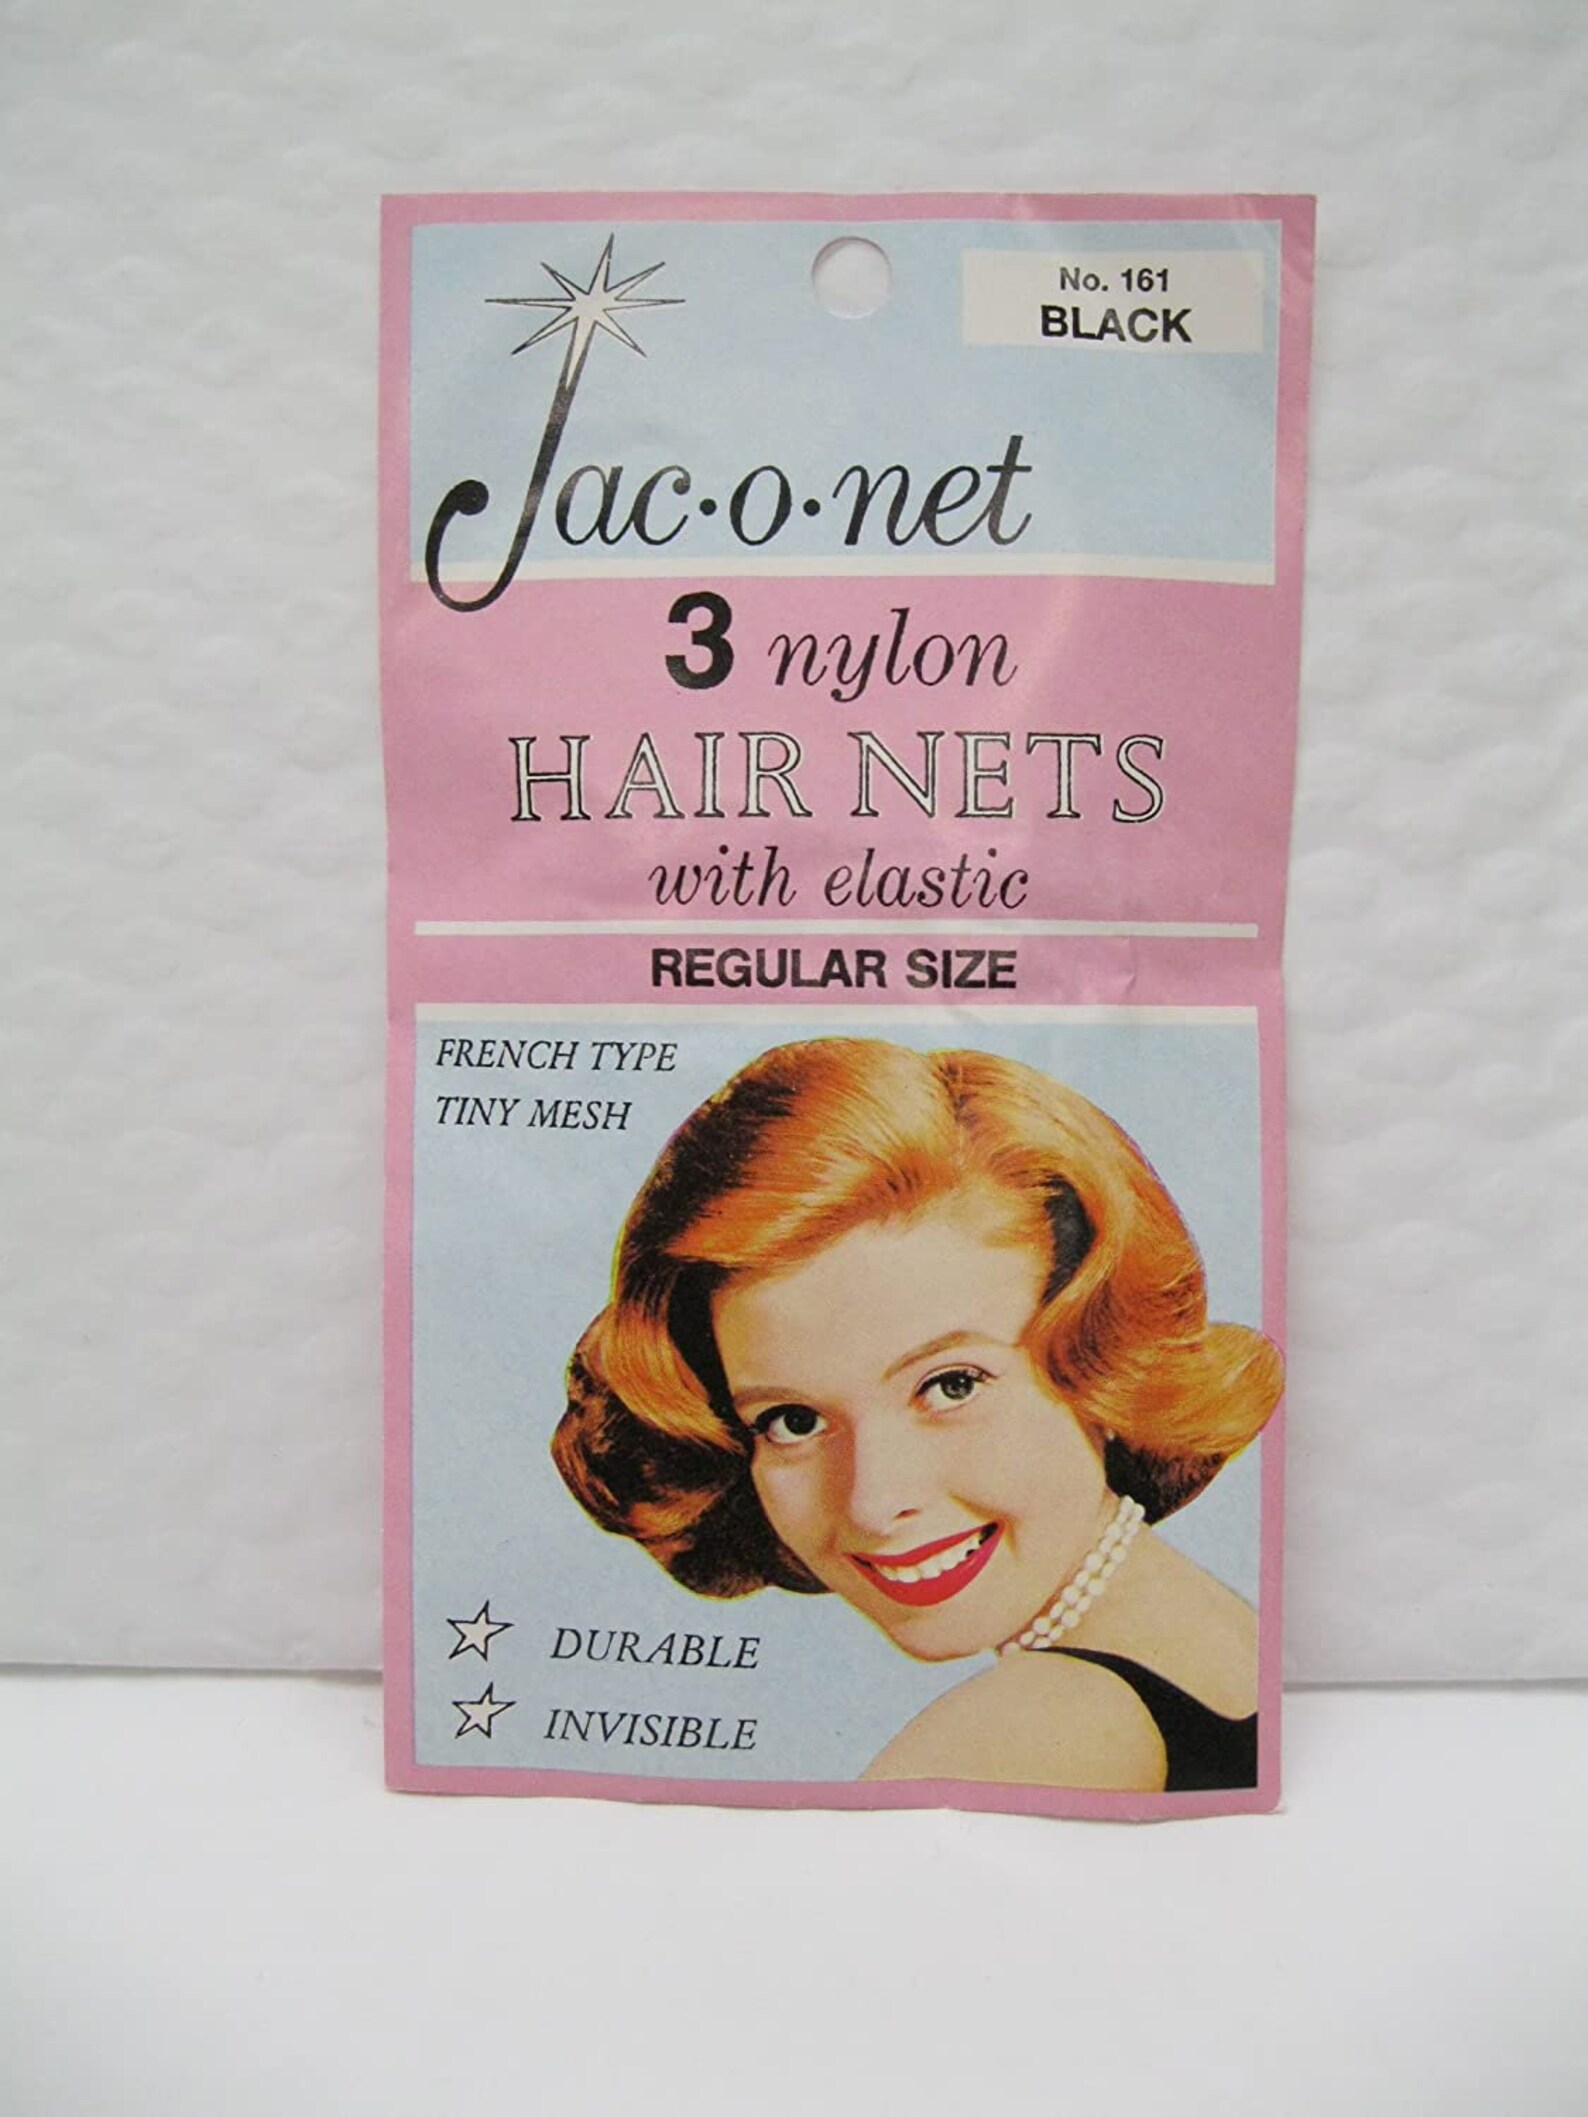 No. 161
BLACK
Jac·o·net
3 nylon
HAIR NETS
with elastic
REGULAR SIZE
FRENCH TYPE
TINY MESH
DURABLE
INVISIBLE